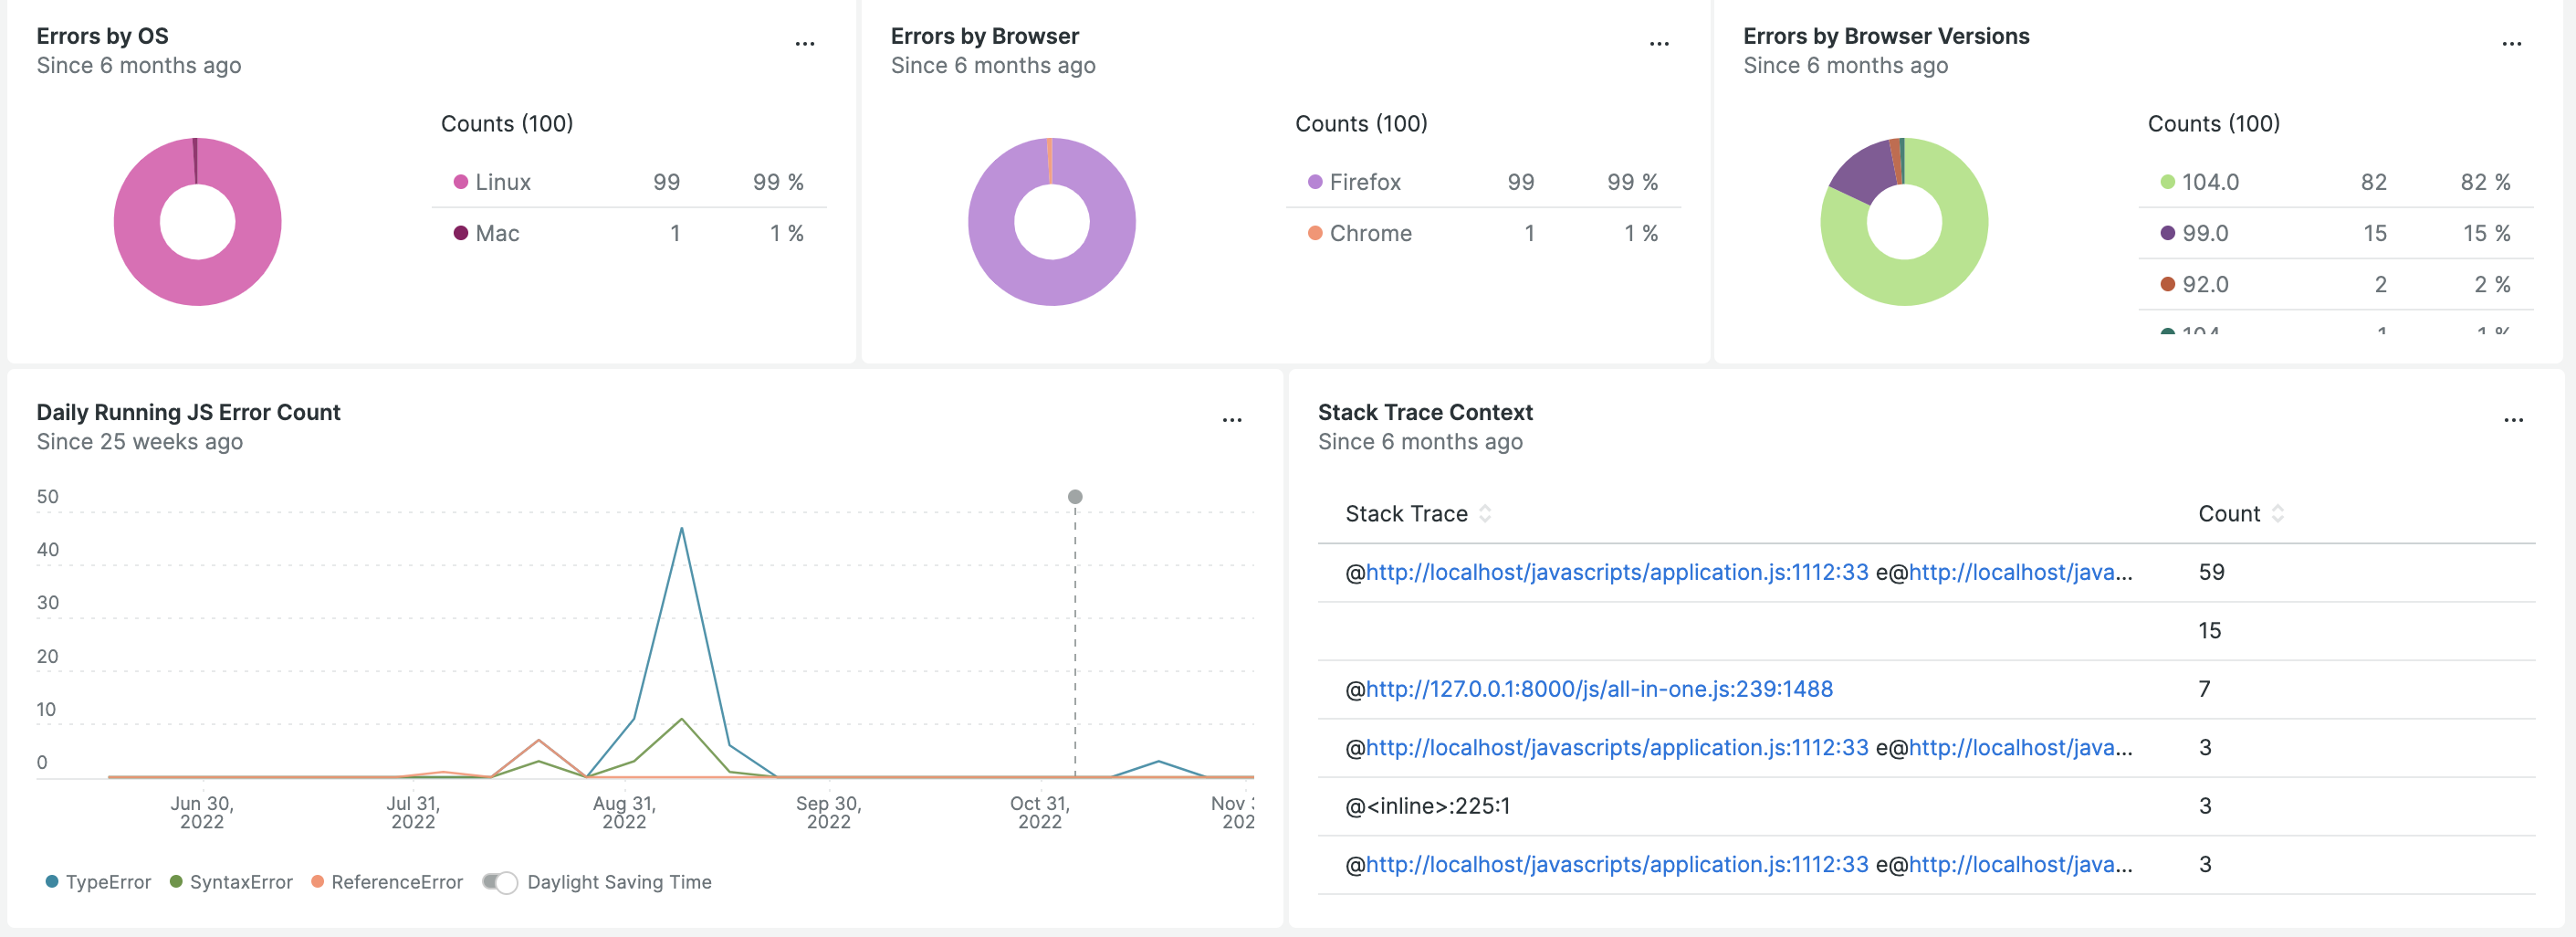 Errors by OS
Since 6 months ago
...
Counts (100)
Linux 99 99 %
Mac 1 1 %
Errors by Browser
Since 6 months ago
...
Counts (100)
Firefox 99 99 %
Chrome 1 1 %
Errors by Browser Versions
Since 6 months ago
...
Counts (100)
104.0 82 82 %
99.0 15 15 %
92.0 2 2 %
104 1 1 %
Daily Running JS Error Count
Since 25 weeks ago
...
50
40
30
20
10
0
Jun 30,
2022
Jul 31,
2022
Aug 31,
2022
Sep 30,
2022
Oct 31,
2022
Nov
202
TypeError SyntaxError ReferenceError Daylight Saving Time
Stack Trace Context
Since 6 months ago
...
Stack Trace Count
@http://localhost/javascripts/application.js:1112:33 e@http://localhost/java... 59
15
@http://127.0.0.1:8000/js/all-in-one.js:239:1488 7
@http://localhost/javascripts/application.js:1112:33 e@http://localhost/java... 3
@<inline>:225:1 3
@http://localhost/javascripts/application.js:1112:33 e@http://localhost/java... 3